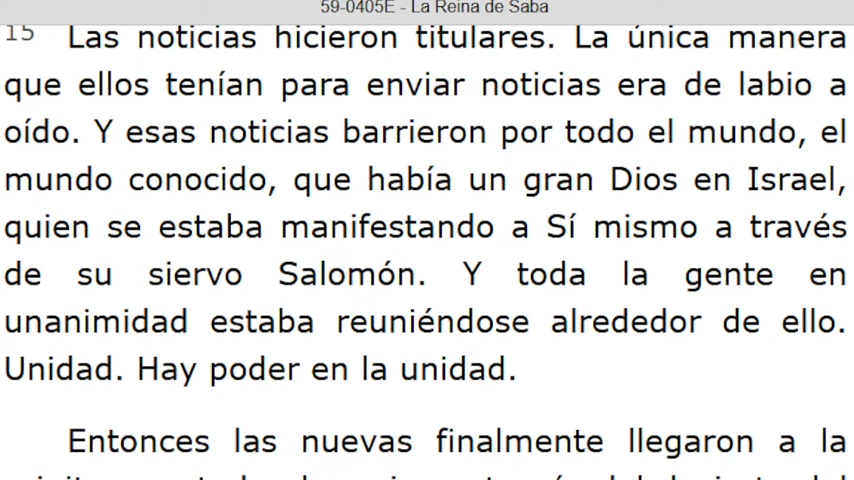 59-0405E - La Reina de Saba
15 Las noticias hicieron titulares. La única manera
que ellos tenían para enviar noticias era de labio a
oído. Y esas noticias barrieron por todo el mundo, el
mundo conocido, que había un gran Dios en Israel,
quien se estaba manifestando a Sí mismo a través
de su siervo Salomón. Y toda la gente en
unanimidad estaba reuniéndose alrededor de ello.
Unidad. Hay poder en la unidad.
Entonces las nuevas finalmente llegaron a la